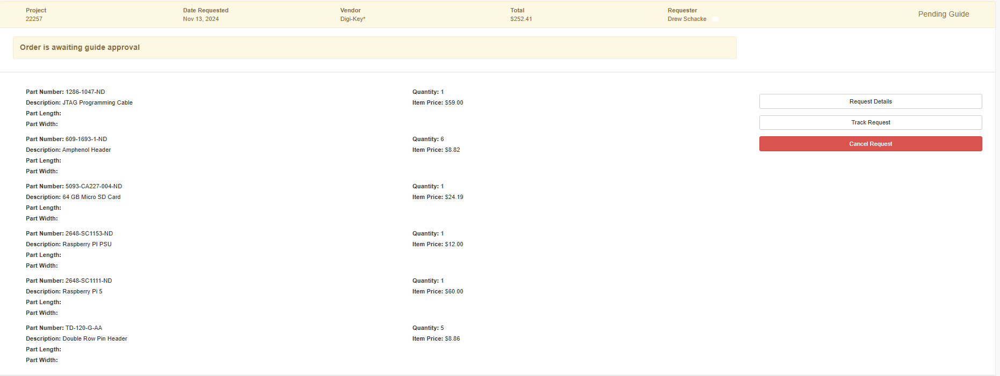 Project
22257
Date Requested
Nov 13, 2024
Vendor
Digi-Key*
Total
$252.41
Requester
Drew Schacke
Pending Guide
Order is awaiting guide approval
Part Number: 1286-1047-ND
Description: JTAG Programming Cable
Part Length:
Part Width:
Quantity: 1
Item Price: $59.00
Part Number: 609-1693-1-ND
Description: Amphenol Header
Part Length:
Part Width:
Quantity: 6
Item Price: $8.82
Part Number: 5093-CA227-004-ND
Description: 64 GB Micro SD Card
Part Length:
Part Width:
Quantity: 1
Item Price: $24.19
Part Number: 2648-SC1153-ND
Description: Raspberry PI PSU
Part Length:
Part Width:
Quantity: 1
Item Price: $12.00
Part Number: 2648-SC1111-ND
Description: Raspberry Pi 5
Part Length:
Part Width:
Quantity: 1
Item Price: $60.00
Part Number: TD-120-G-AA
Description: Double Row Pin Header
Part Length:
Part Width:
Quantity: 5
Item Price: $8.86
Request Details
Track Request
Cancel Request